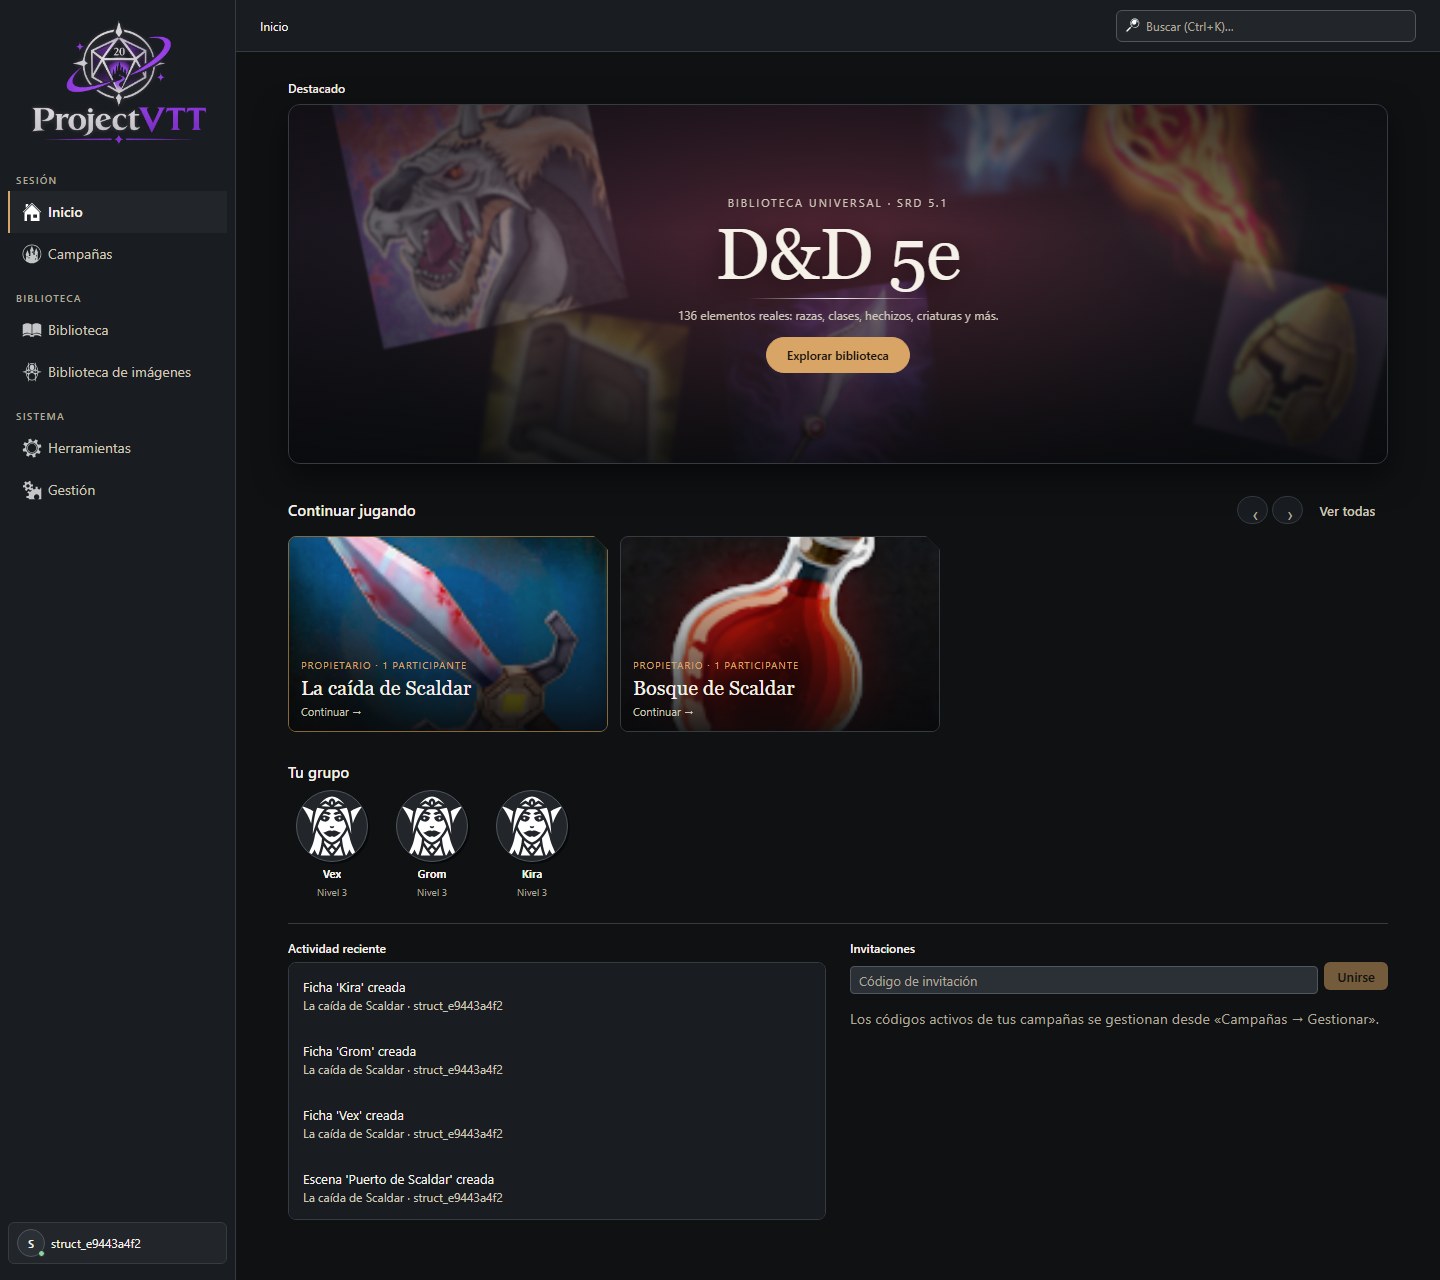 20
ProjectVTT
SESIÓN
Inicio
Campañas
BIBLIOTECA
Biblioteca
Biblioteca de imágenes
SISTEMA
Herramientas
Gestión
S
struct_e9443a4f2
Inicio
Buscar (Ctrl+K)...
Destacado
BIBLIOTECA UNIVERSAL · SRD 5.1
D&D 5e
136 elementos reales: razas, clases, hechizos, criaturas y más.
Explorar biblioteca
Continuar jugando
‹ › Ver todas
PROPIETARIO · 1 PARTICIPANTE
La caída de Scaldar
Continuar →
PROPIETARIO · 1 PARTICIPANTE
Bosque de Scaldar
Continuar →
Tu grupo
Vex
Nivel 3
Grom
Nivel 3
Kira
Nivel 3
Actividad reciente
Ficha 'Kira' creada
La caída de Scaldar · struct_e9443a4f2
Ficha 'Grom' creada
La caída de Scaldar · struct_e9443a4f2
Ficha 'Vex' creada
La caída de Scaldar · struct_e9443a4f2
Escena 'Puerto de Scaldar' creada
La caída de Scaldar · struct_e9443a4f2
Invitaciones
Código de invitación
Unirse
Los códigos activos de tus campañas se gestionan desde «Campañas → Gestionar».